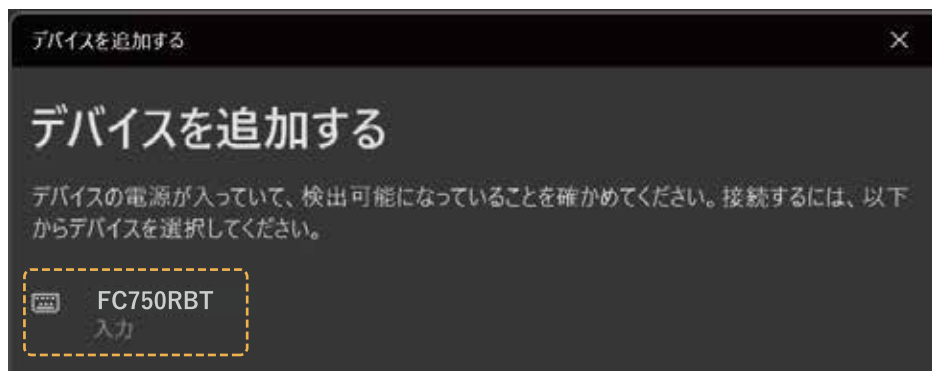 デバイスを追加する
デバイスを追加する
デバイスの電源が入っていて、検出可能になっていることを確かめてください。接続するには、以下
からデバイスを選択してください。
FC750RBT
入力